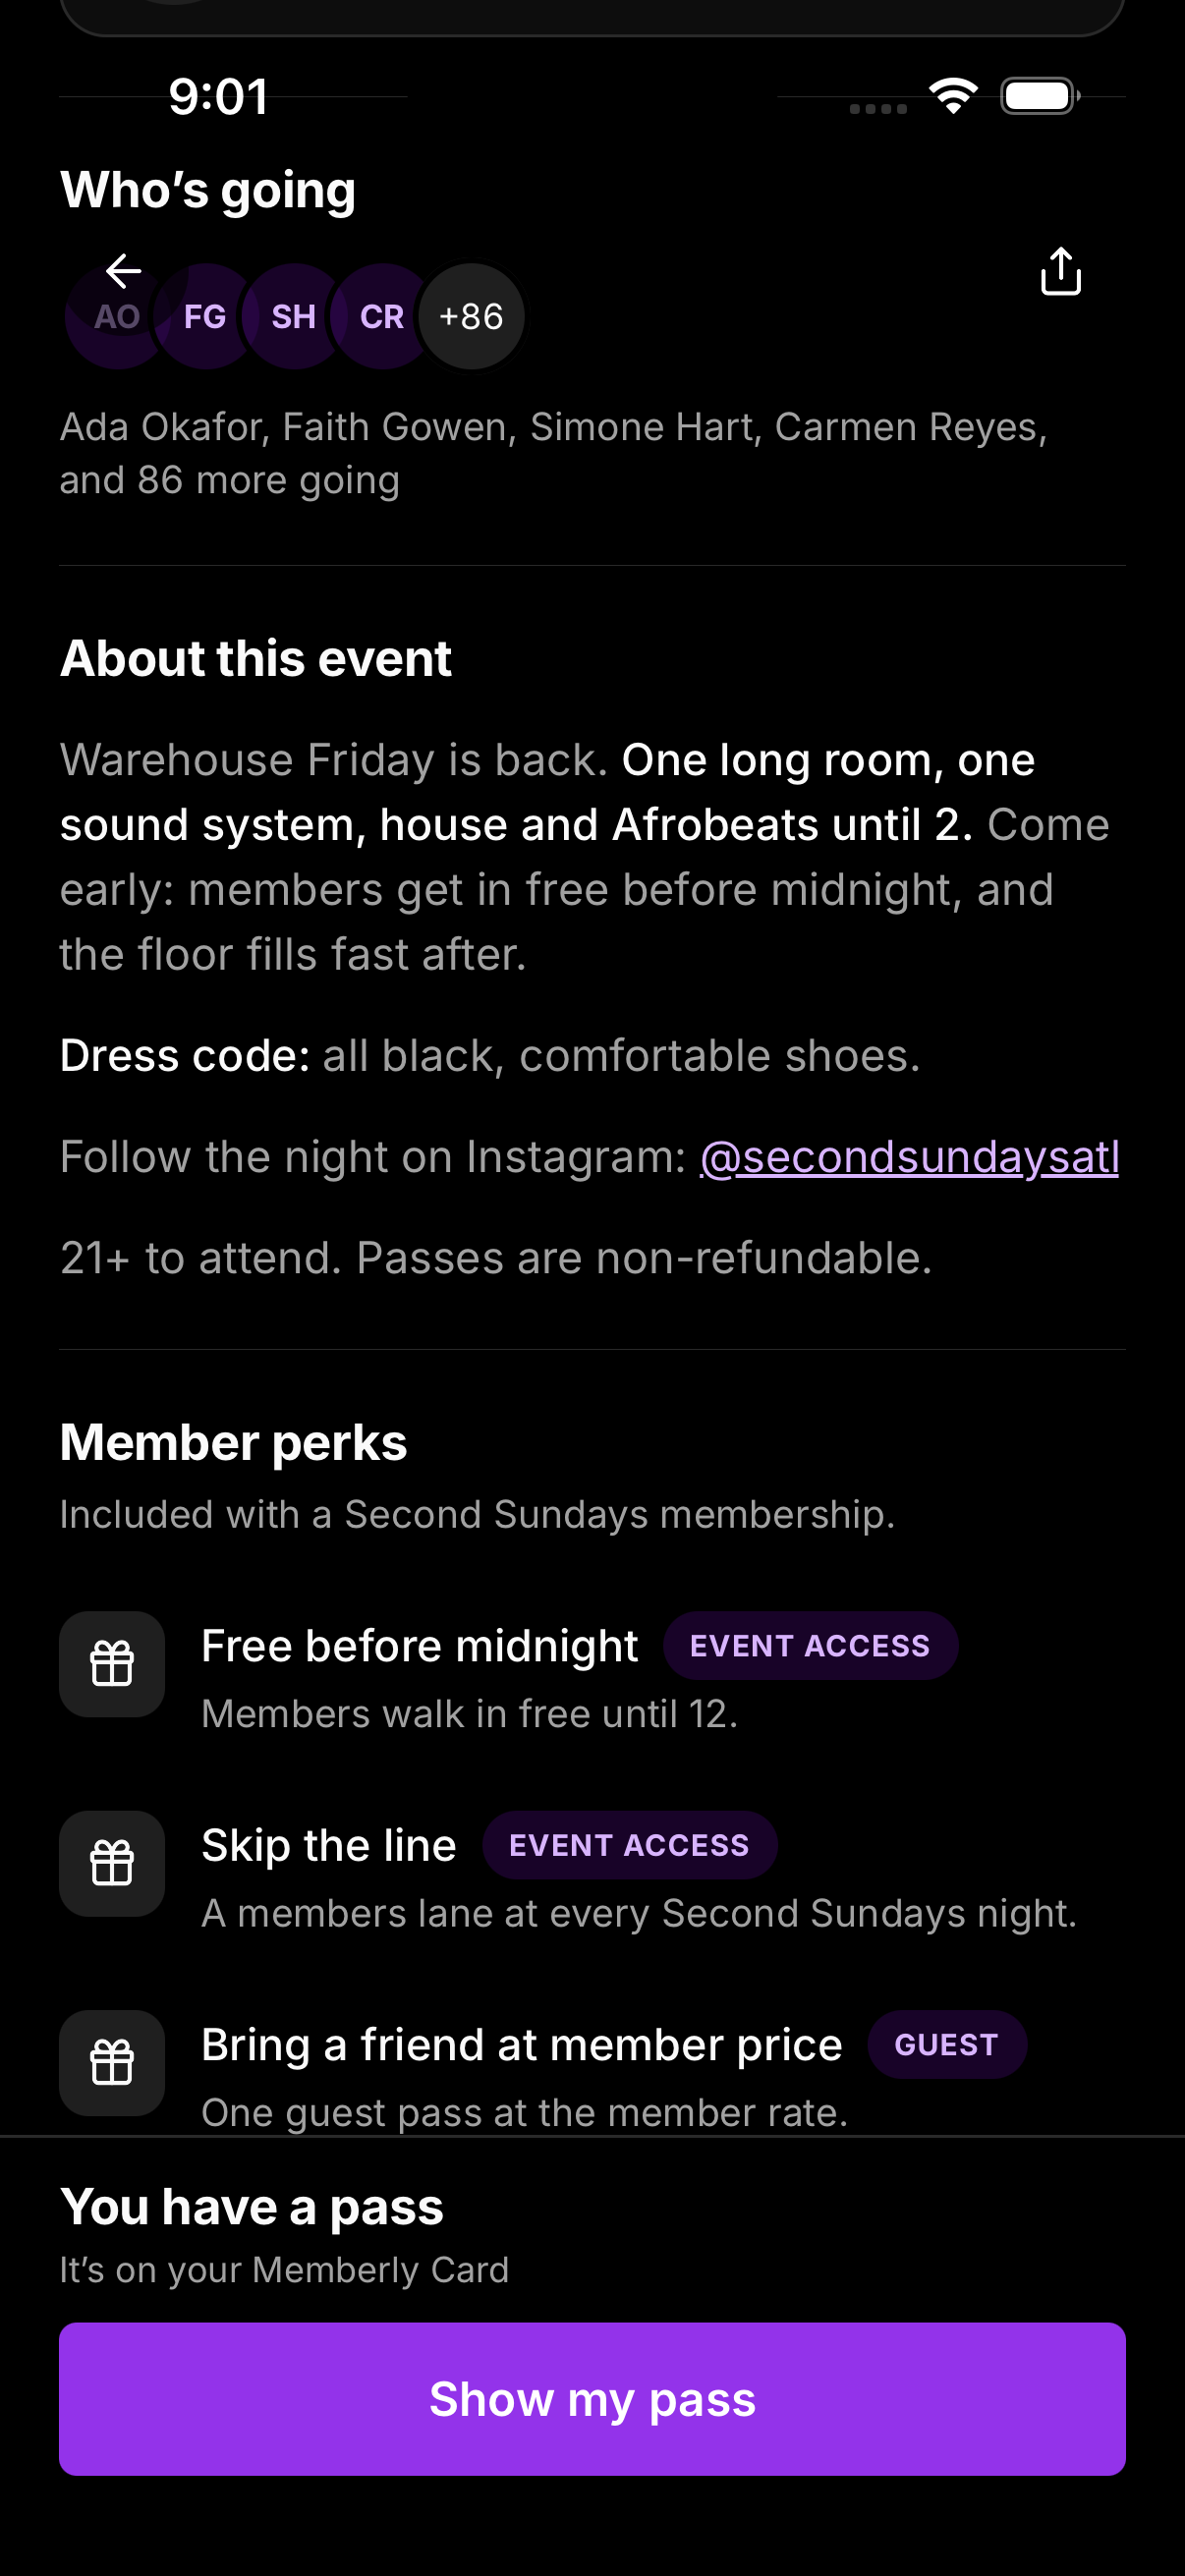 9:01
Who’s going
AO FG SH CR +86
Ada Okafor, Faith Gowen, Simone Hart, Carmen Reyes,
and 86 more going
About this event
Warehouse Friday is back. One long room, one
sound system, house and Afrobeats until 2. Come
early: members get in free before midnight, and
the floor fills fast after.
Dress code: all black, comfortable shoes.
Follow the night on Instagram: @secondsundaysatl
21+ to attend. Passes are non-refundable.
Member perks
Included with a Second Sundays membership.
Free before midnight EVENT ACCESS
Members walk in free until 12.
Skip the line EVENT ACCESS
A members lane at every Second Sundays night.
Bring a friend at member price GUEST
One guest pass at the member rate.
You have a pass
It’s on your Memberly Card
Show my pass